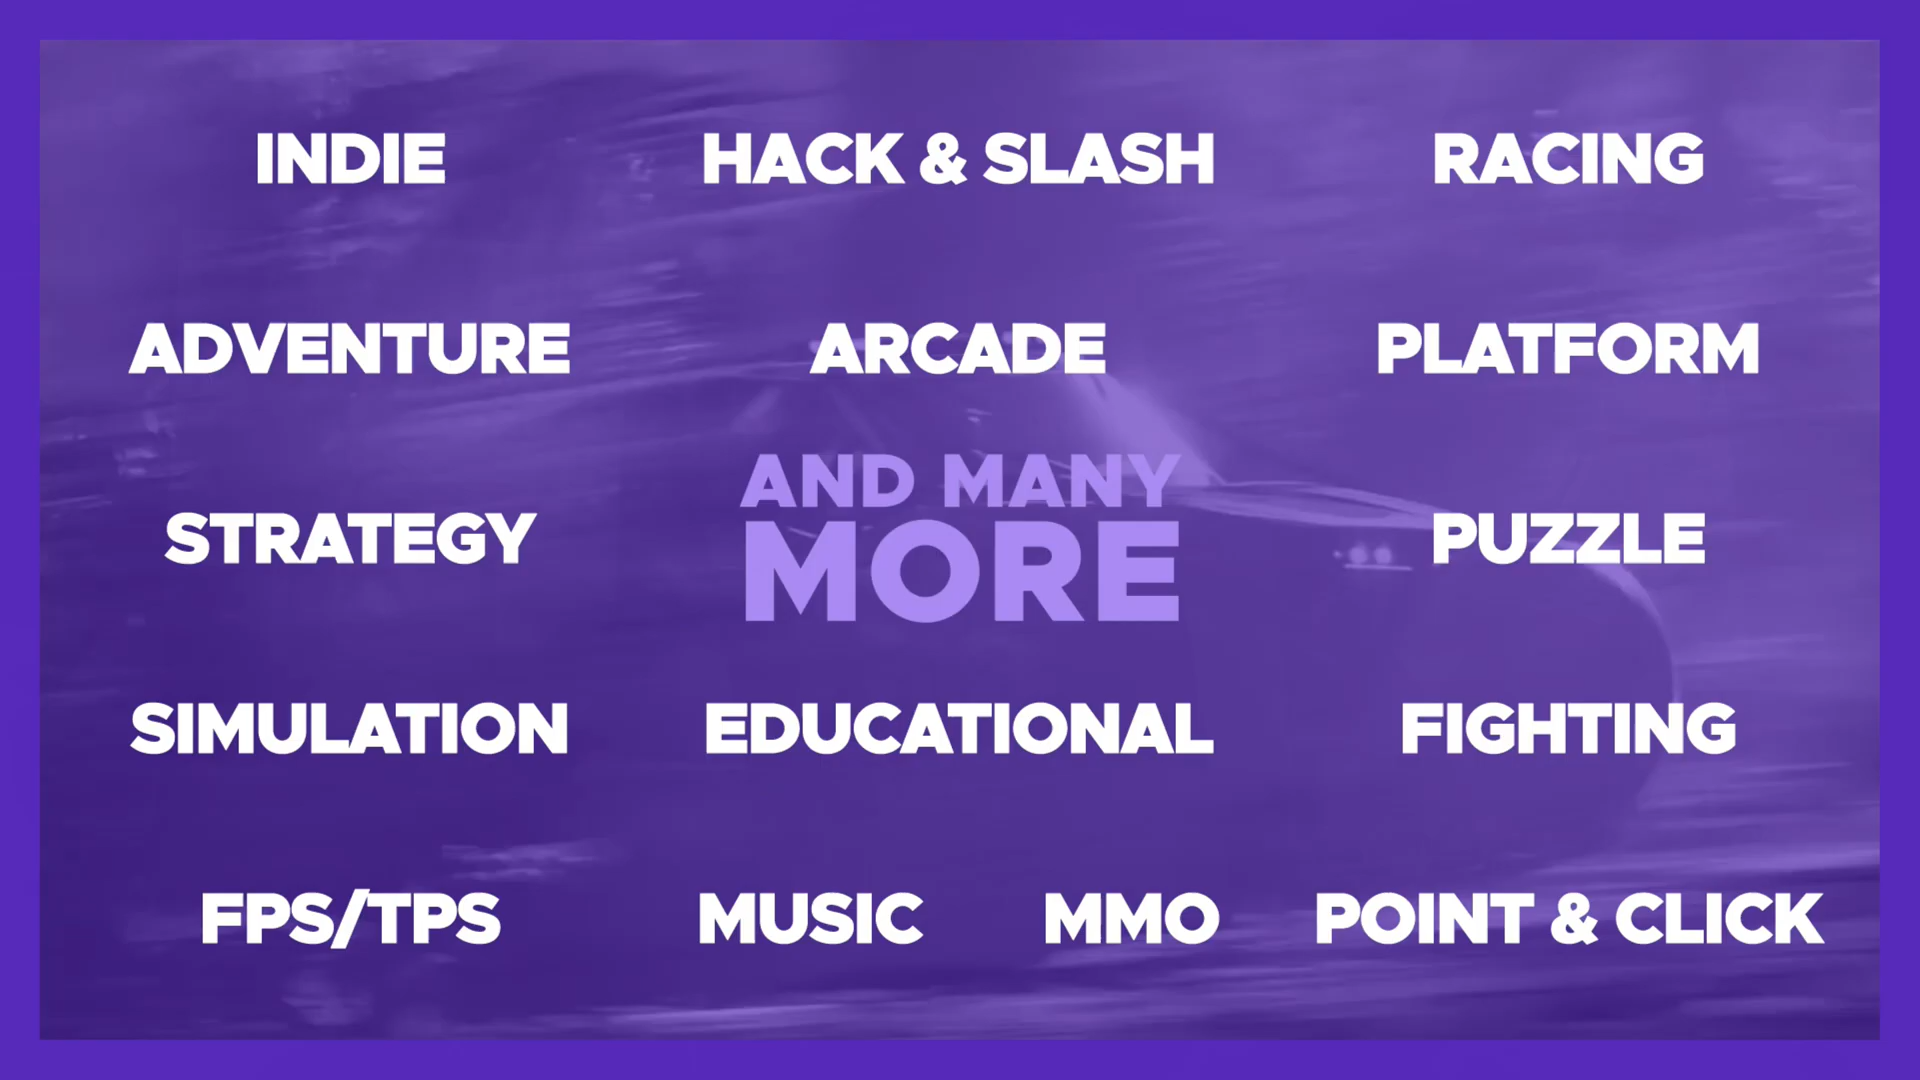 INDIE
HACK & SLASH
RACING
ADVENTURE
ARCADE
PLATFORM
STRATEGY
AND MANY
MORE
PUZZLE
SIMULATION
EDUCATIONAL
FIGHTING
FPS/TPS
MUSIC
MMO
POINT & CLICK